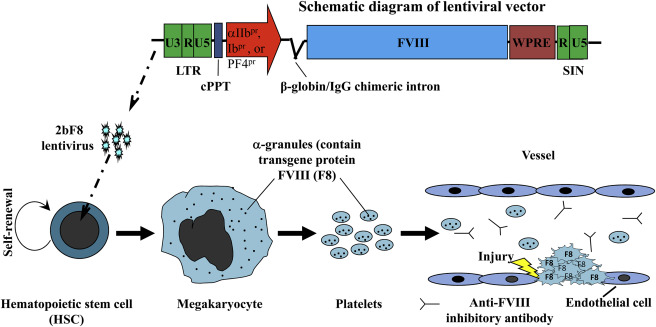 Schematic diagram of lentiviral vector
U3 R U5
αIIbpr,
Ibpr, or
PF4pr
FVIII
WPRE
R U5
LTR
cPPT
β-globin/IgG chimeric intron
SIN
2bF8
lentivirus
α-granules (contain
transgene protein
FVIII (F8)
Vessel
Self-renewal
Injury
F8
F8 F8 F8
F8 F8
F8 F8 F8
Hematopoietic stem cell
(HSC)
Megakaryocyte
Platelets
Anti-FVIII
inhibitory antibody
Endothelial cell